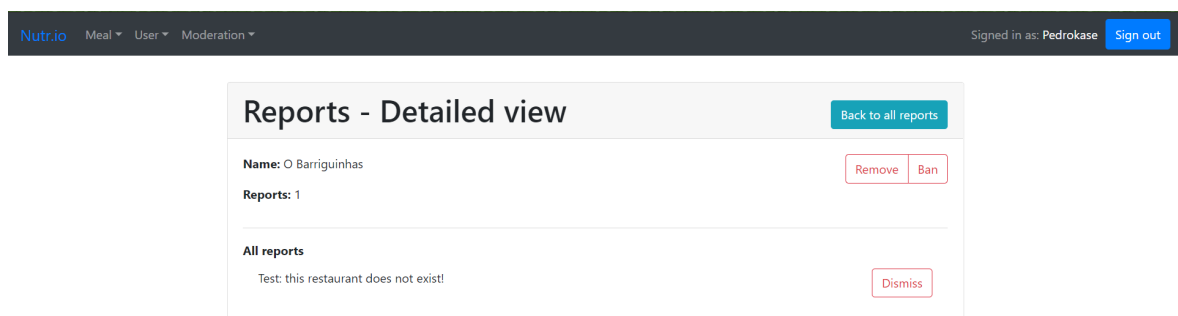 Nutr.io Meal User Moderation Signed in as: Pedrokase Sign out
Reports - Detailed view Back to all reports
Name: O Barriguinhas Remove Ban
Reports: 1
All reports
Test: this restaurant does not exist! Dismiss